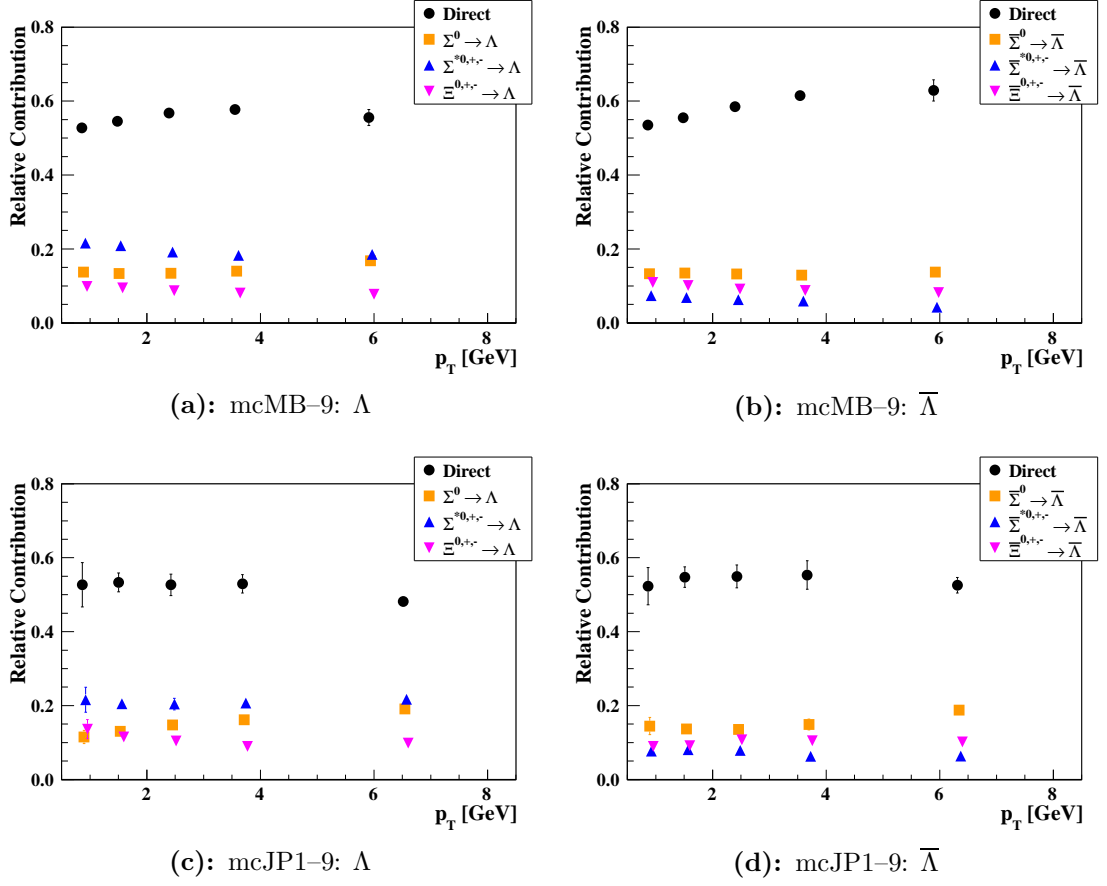 Direct
Σ⁰ → Λ
Σ*⁰,⁺,⁻ → Λ
Ξ⁰,⁺,⁻ → Λ
Relative Contribution
0.8
0.6
0.4
0.2
0.0
2 4 6 8
p_T [GeV]
(a): mcMB–9: Λ
Direct
Σ̅⁰ → Λ̅
Σ̅*⁰,⁺,⁻ → Λ̅
Ξ̅⁰,⁺,⁻ → Λ̅
Relative Contribution
0.8
0.6
0.4
0.2
0.0
2 4 6 8
p_T [GeV]
(b): mcMB–9: Λ̅
Direct
Σ⁰ → Λ
Σ*⁰,⁺,⁻ → Λ
Ξ⁰,⁺,⁻ → Λ
Relative Contribution
0.8
0.6
0.4
0.2
0.0
2 4 6 8
p_T [GeV]
(c): mcJP1–9: Λ
Direct
Σ̅⁰ → Λ̅
Σ̅*⁰,⁺,⁻ → Λ̅
Ξ̅⁰,⁺,⁻ → Λ̅
Relative Contribution
0.8
0.6
0.4
0.2
0.0
2 4 6 8
p_T [GeV]
(d): mcJP1–9: Λ̅